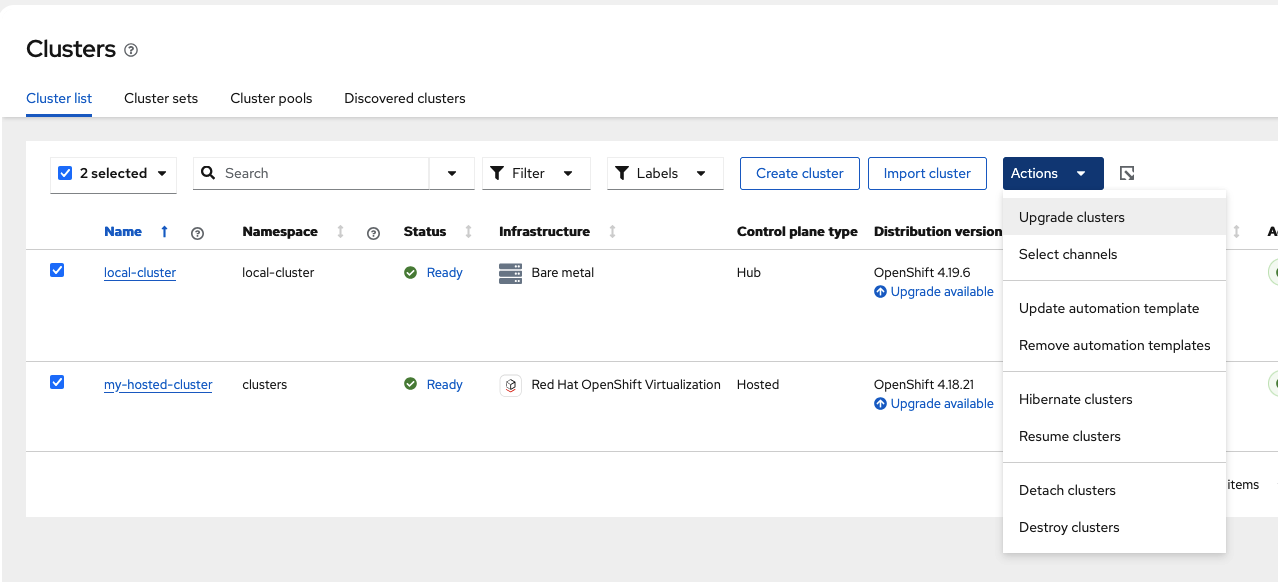 Clusters
Cluster list Cluster sets Cluster pools Discovered clusters
2 selected Search Filter Labels Create cluster Import cluster Actions
Name Namespace Status Infrastructure Control plane type Distribution version
local-cluster local-cluster Ready Bare metal Hub OpenShift 4.19.6
Upgrade available
my-hosted-cluster clusters Ready Red Hat OpenShift Virtualization Hosted OpenShift 4.18.21
Upgrade available
items
Upgrade clusters
Select channels
Update automation template
Remove automation templates
Hibernate clusters
Resume clusters
Detach clusters
Destroy clusters